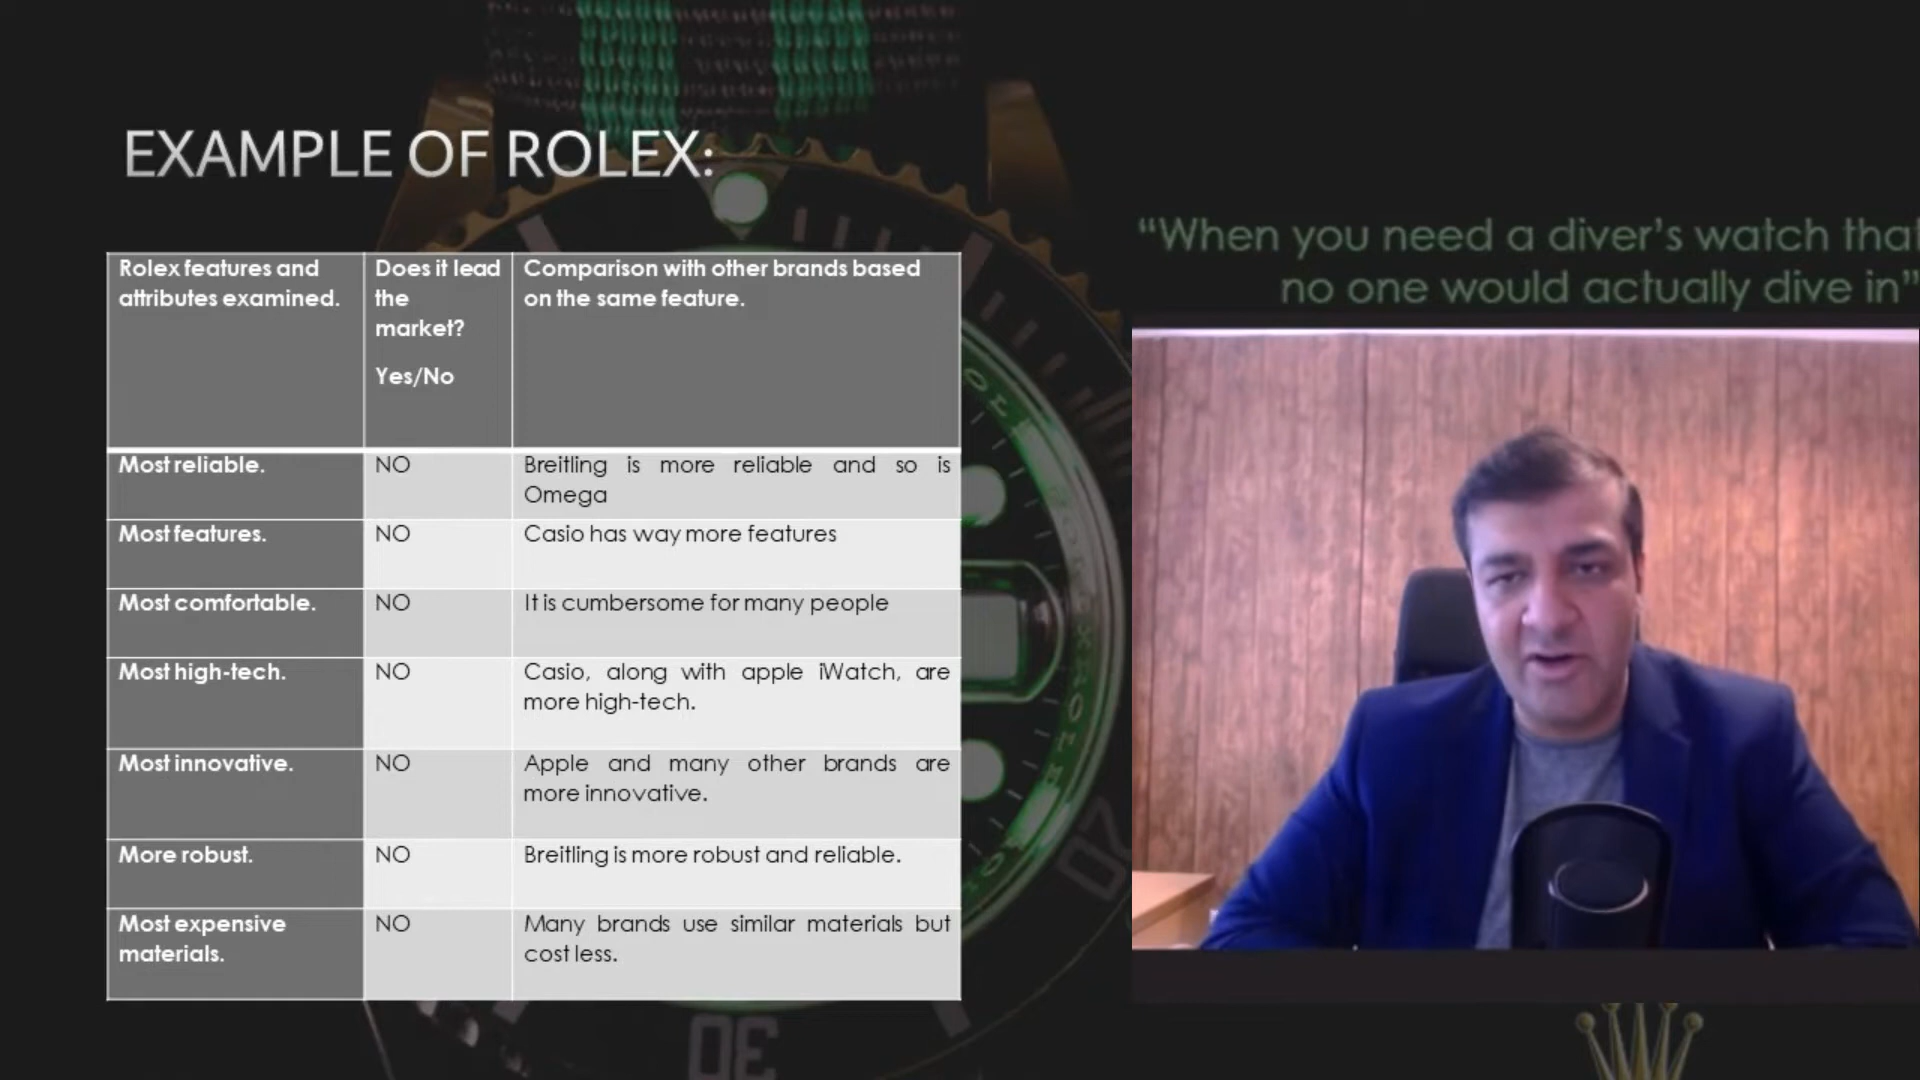 EXAMPLE OF ROLEX:
“When you need a diver’s watch that
no one would actually dive in”
Rolex features and
attributes examined.
Does it lead
the
market?
Yes/No
Comparison with other brands based
on the same feature.
Most reliable.
NO
Breitling is more reliable and so is
Omega
Most features.
NO
Casio has way more features
Most comfortable.
NO
It is cumbersome for many people
Most high-tech.
NO
Casio, along with apple iWatch, are
more high-tech.
Most innovative.
NO
Apple and many other brands are
more innovative.
More robust.
NO
Breitling is more robust and reliable.
Most expensive
materials.
NO
Many brands use similar materials but
cost less.
30